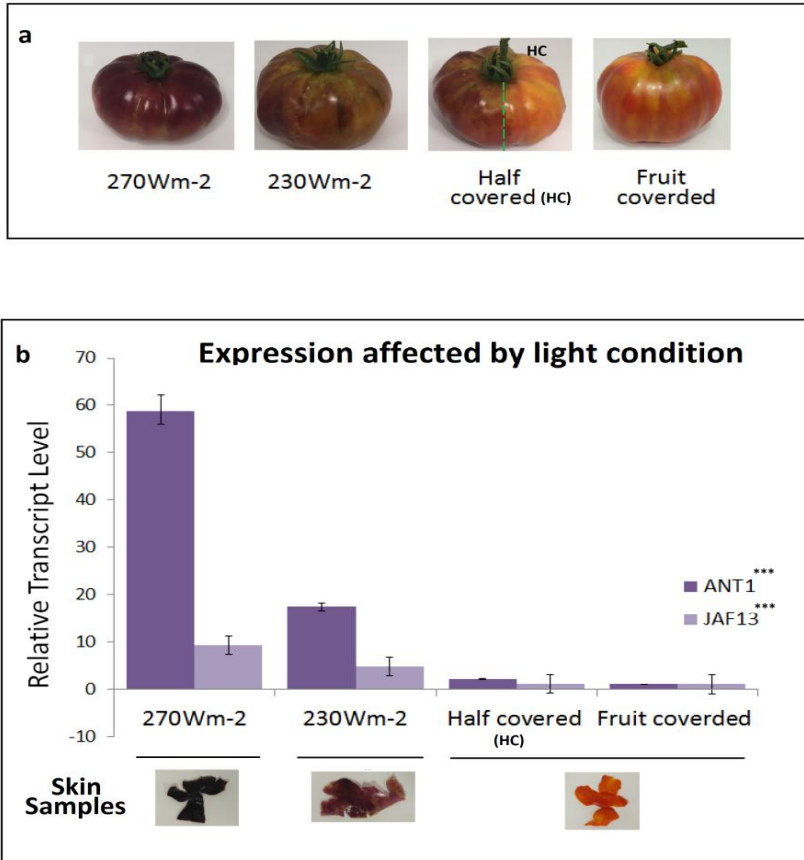 a
HC
270Wm-2
230Wm-2
Half
covered (HC)
Fruit
coverded
b
Expression affected by light condition
Relative Transcript Level
70
60
50
40
30
20
10
0
-10
ANT1***
JAF13***
270Wm-2
230Wm-2
Half covered
(HC)
Fruit coverded
Skin
Samples